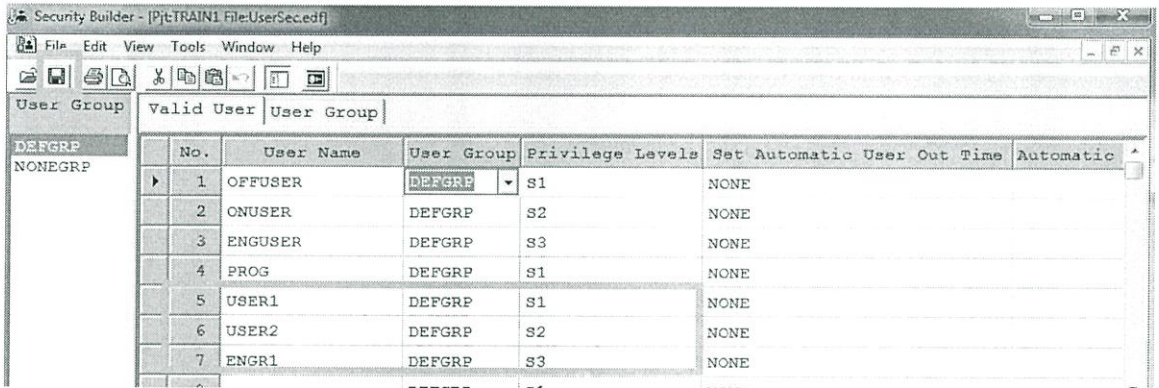 Security Builder - [Pjt:TRAIN1 File:UserSec.edf]
File Edit View Tools Window Help
User Group
Valid User User Group
DEFGRP
NONEGRP
No. User Name User Group Privilege Levels Set Automatic User Out Time Automatic
1 OFFUSER DEFGRP S1 NONE
2 ONUSER DEFGRP S2 NONE
3 ENGUSER DEFGRP S3 NONE
4 PROG DEFGRP S1 NONE
5 USER1 DEFGRP S1 NONE
6 USER2 DEFGRP S2 NONE
7 ENGR1 DEFGRP S3 NONE